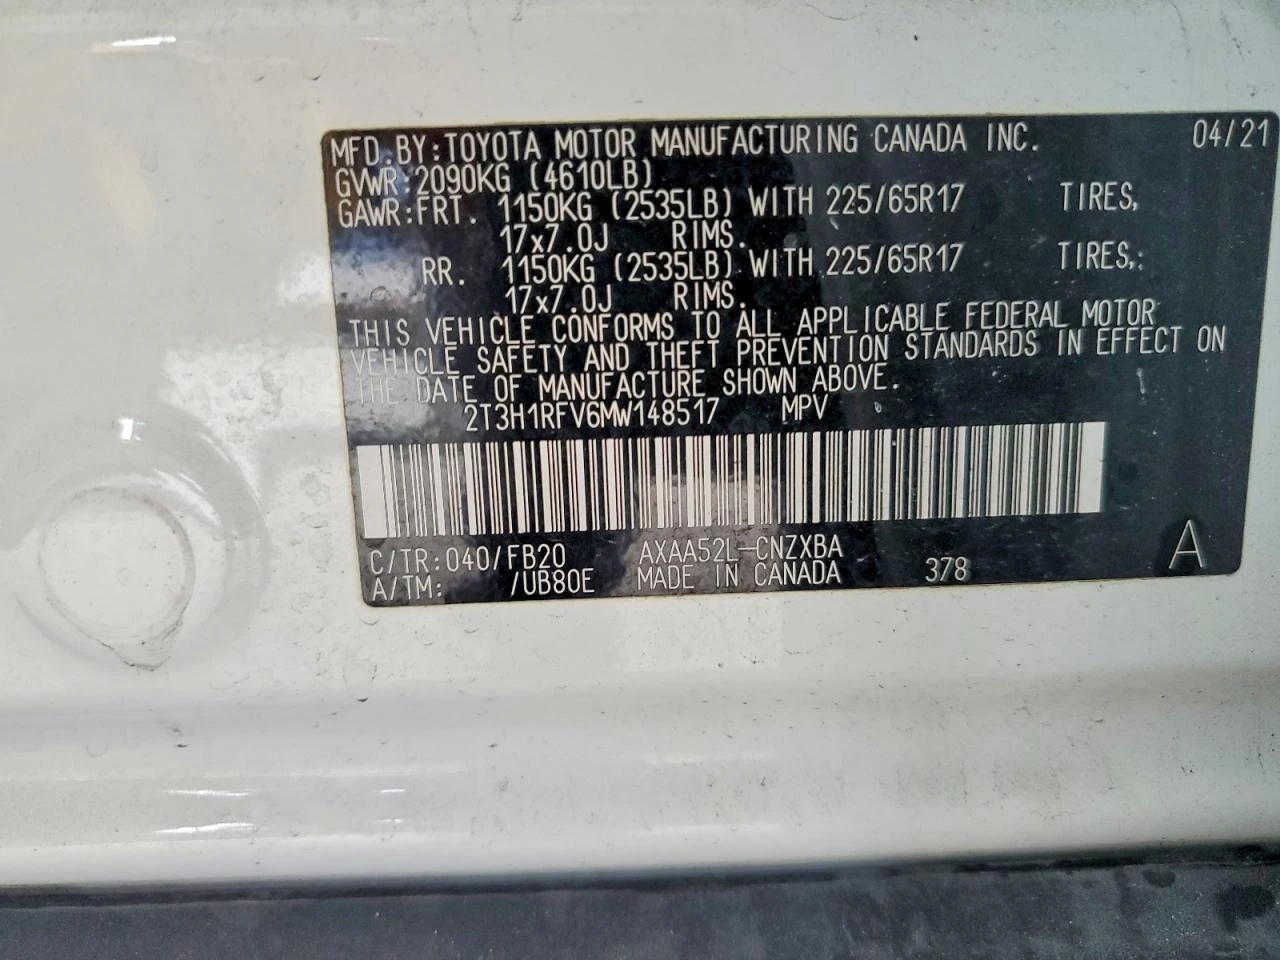 MFD.BY:TOYOTA MOTOR MANUFACTURING CANADA INC. 04/21
GVWR:2090KG (4610LB)
GAWR:FRT. 1150KG (2535LB) WITH 225/65R17 TIRES,
17x7.0J RIMS.
RR. 1150KG (2535LB) WITH 225/65R17 TIRES,:
17x7.0J RIMS.
THIS VEHICLE CONFORMS TO ALL APPLICABLE FEDERAL MOTOR
VEHICLE SAFETY AND THEFT PREVENTION STANDARDS IN EFFECT ON
THE DATE OF MANUFACTURE SHOWN ABOVE.
2T3H1RFV6MW148517 MPV
C/TR:040/FB20 AXAA52L-CNZXBA
A/TM: /UB80E MADE IN CANADA 378 A